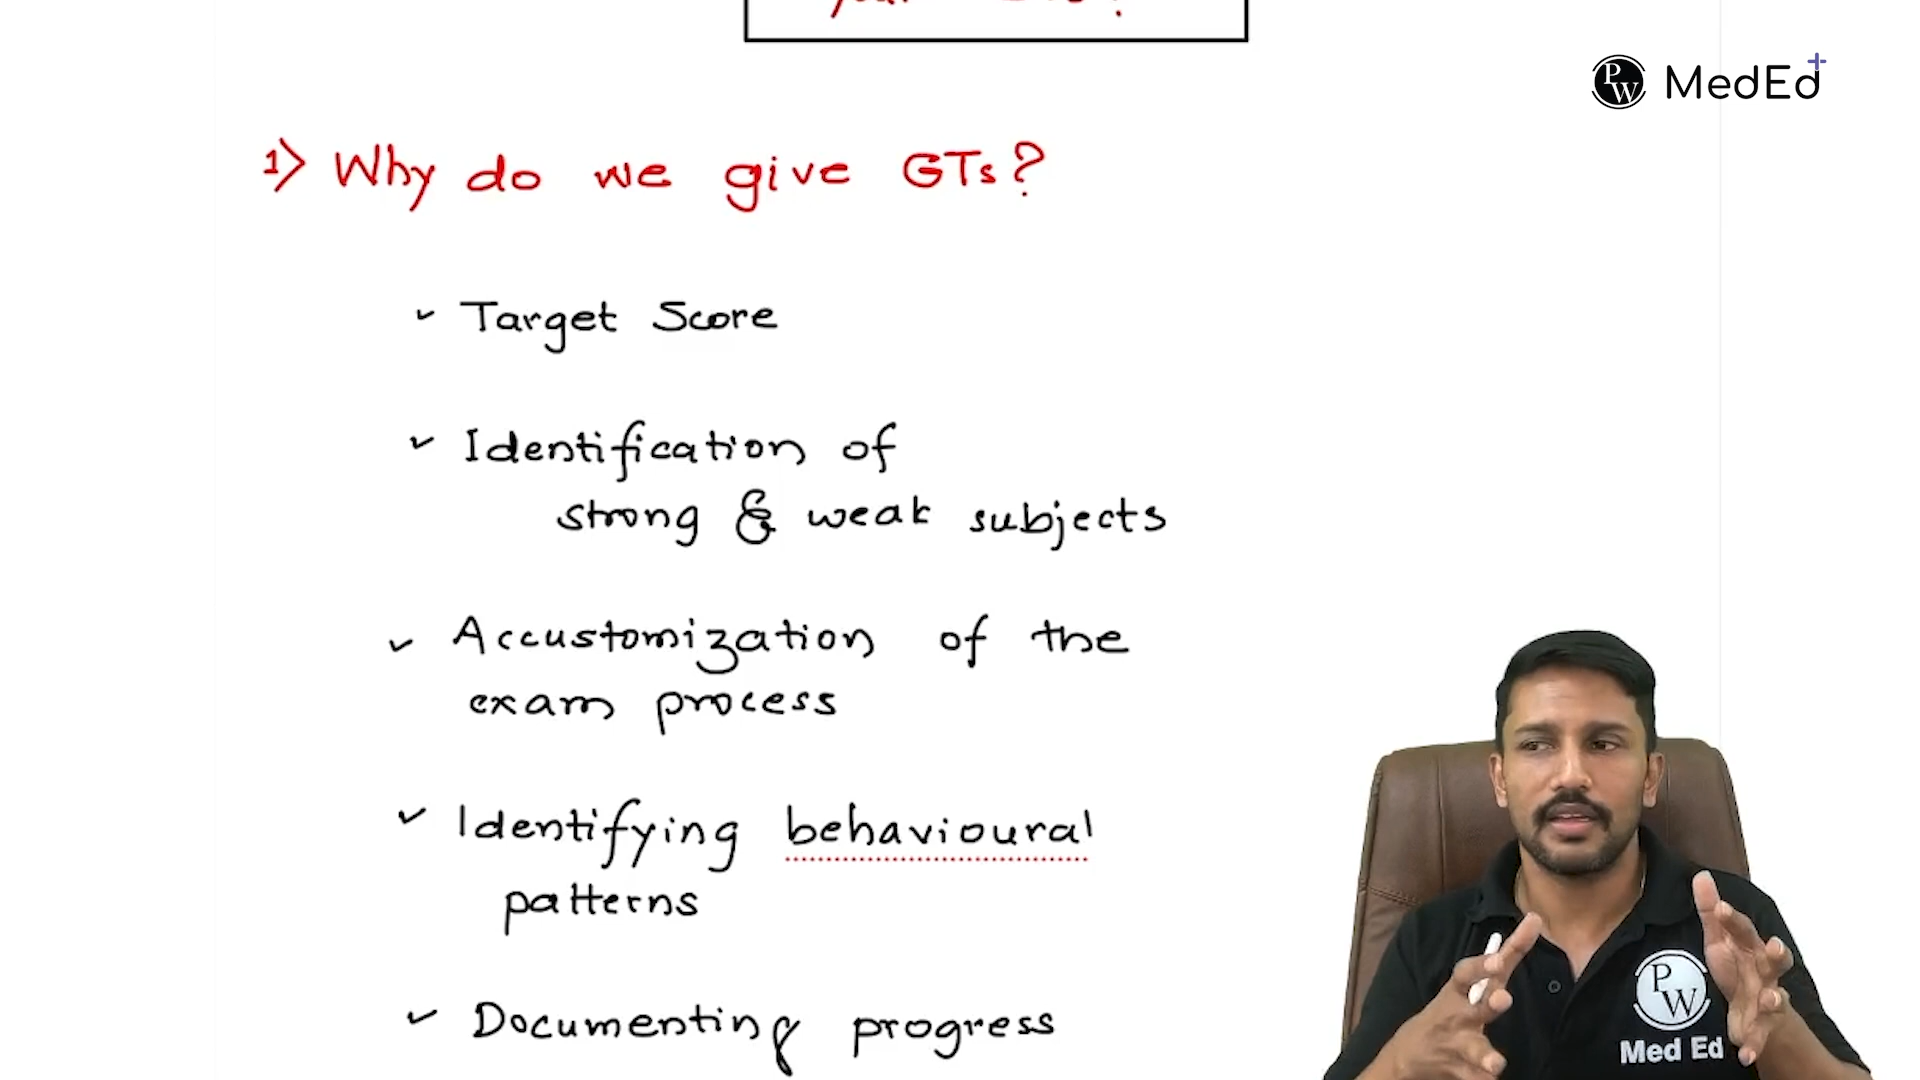 PW MedEd+
1) Why do we give GTs?
Target Score
Identification of
strong & weak subjects
Accustomization of the
exam process
Identifying behavioural
patterns
Documenting progress
PW
Med Ed